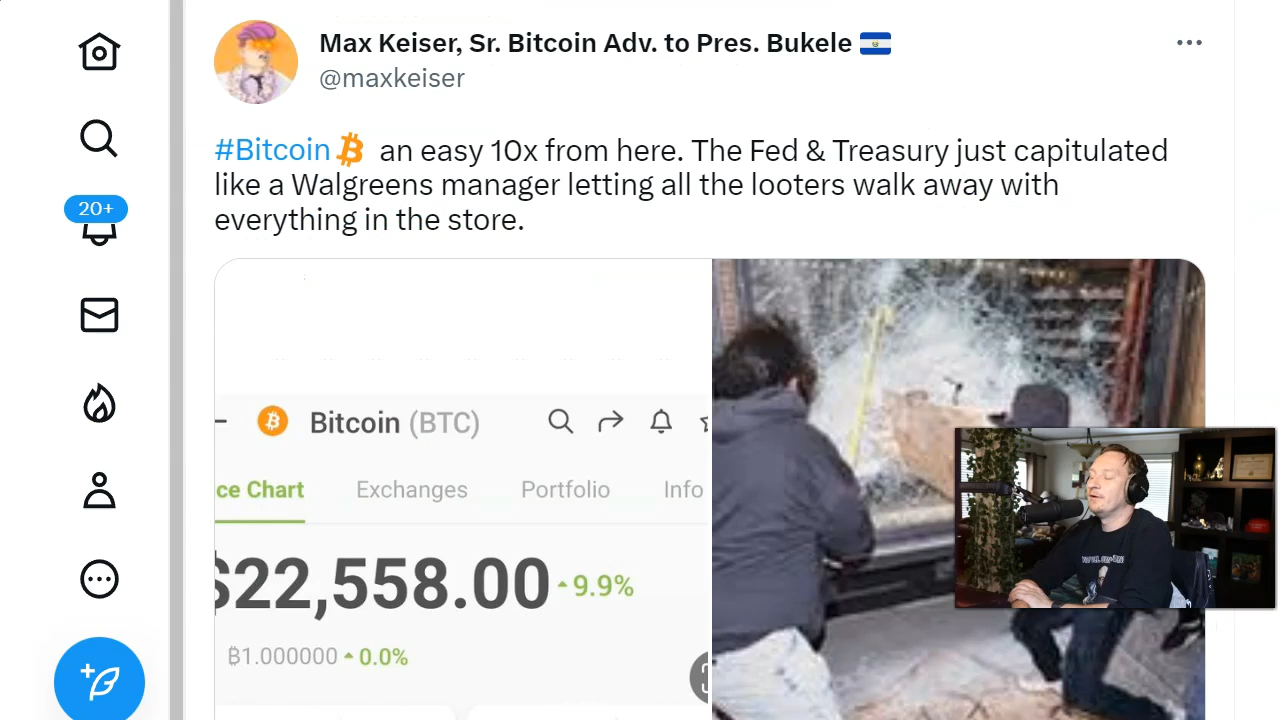 Max Keiser, Sr. Bitcoin Adv. to Pres. Bukele
@maxkeiser
#Bitcoin an easy 10x from here. The Fed & Treasury just capitulated
like a Walgreens manager letting all the looters walk away with
everything in the store.
20+
Bitcoin (BTC)
ce Chart Exchanges Portfolio Info
$22,558.00 9.9%
₿1.000000 0.0%